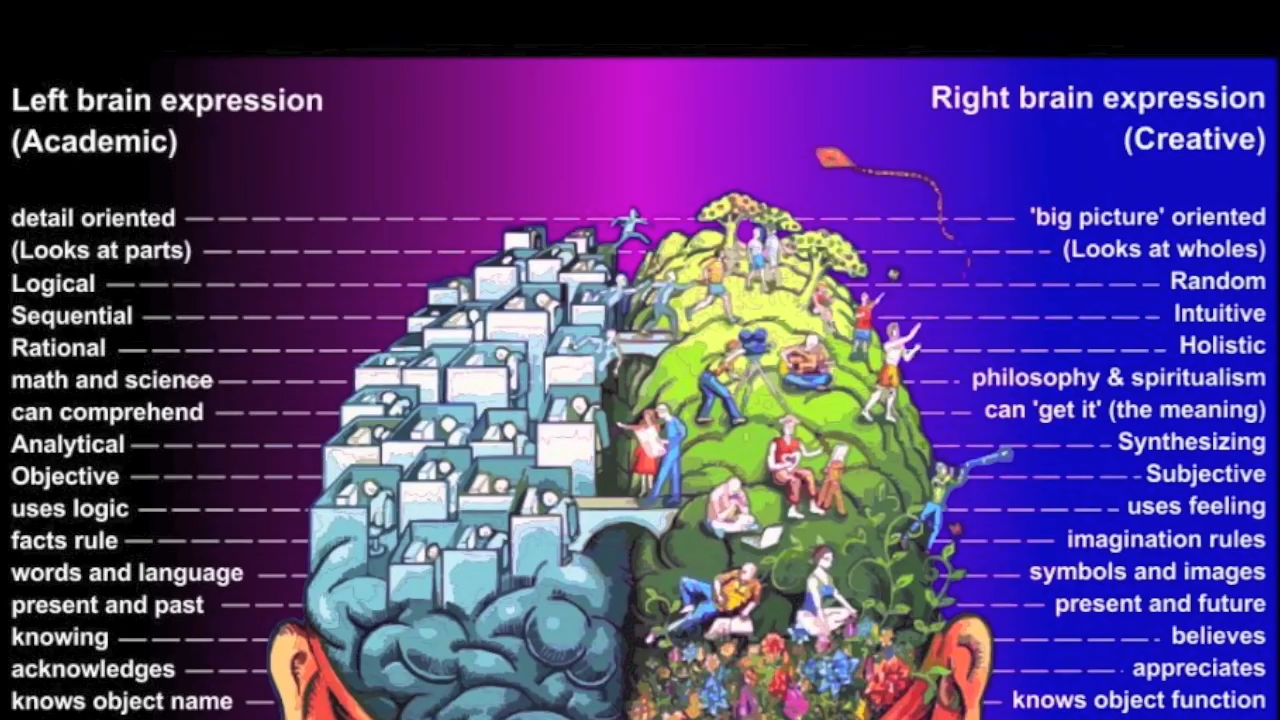 Left brain expression
(Academic)
detail oriented
(Looks at parts)
Logical
Sequential
Rational
math and science
can comprehend
Analytical
Objective
uses logic
facts rule
words and language
present and past
knowing
acknowledges
knows object name
Right brain expression
(Creative)
'big picture' oriented
(Looks at wholes)
Random
Intuitive
Holistic
philosophy & spiritualism
can 'get it' (the meaning)
Synthesizing
Subjective
uses feeling
imagination rules
symbols and images
present and future
believes
appreciates
knows object function